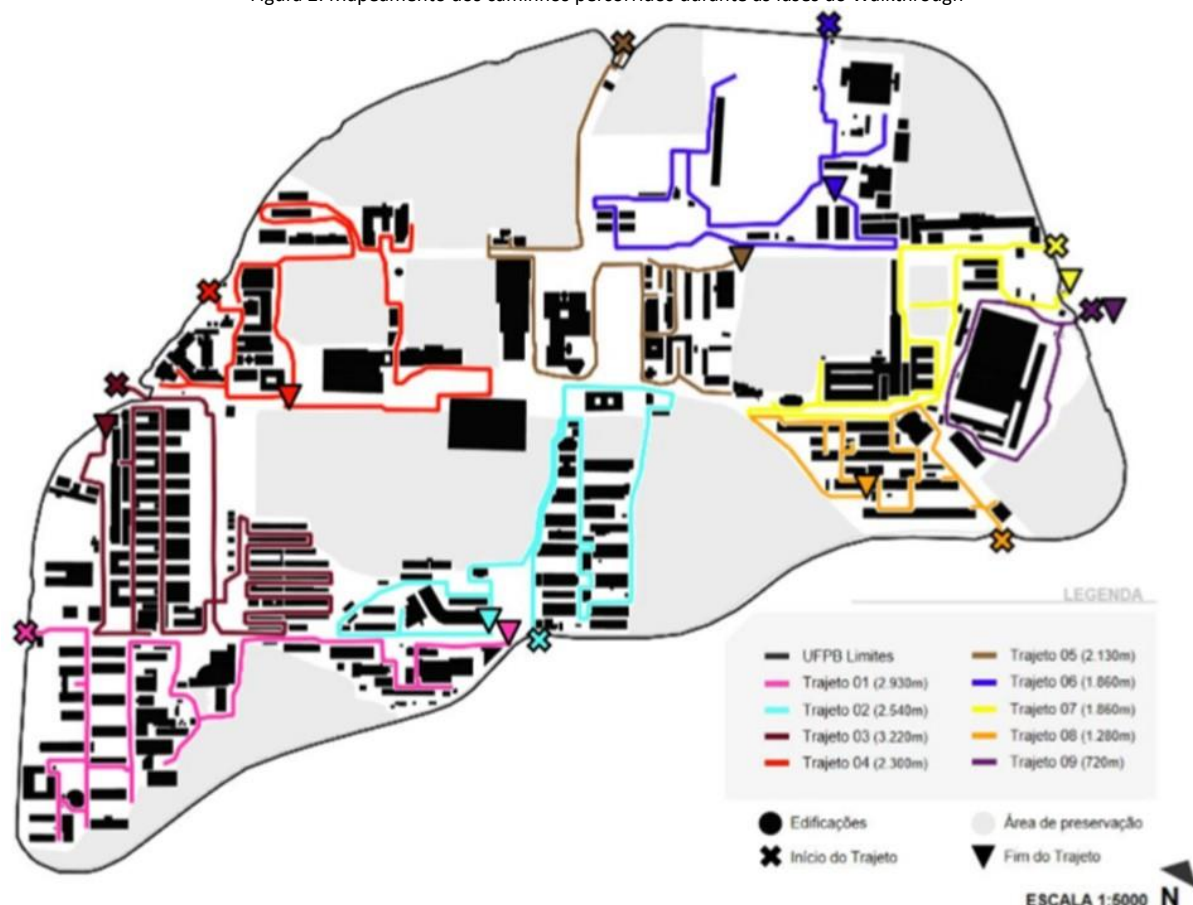 Figura 2: Mapeamento dos caminhos percorridos durante as fases do Walkthrough
LEGENDA
UFPB Limites
Trajeto 01 (2.930m)
Trajeto 02 (2.540m)
Trajeto 03 (3.220m)
Trajeto 04 (2.300m)
Trajeto 05 (2.130m)
Trajeto 06 (1.860m)
Trajeto 07 (1.860m)
Trajeto 08 (1.280m)
Trajeto 09 (720m)
Edificações
Início do Trajeto
Área de preservação
Fim do Trajeto
ESCALA 1:5000 N